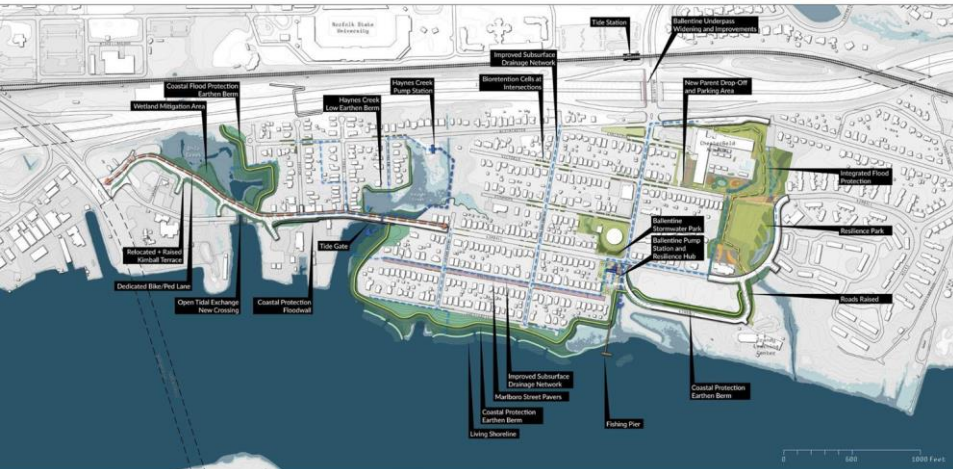 Norfolk State
University
Tide Station
Ballentine Underpass
Widening and Improvements
Improved Subsurface
Drainage Network
Coastal Flood Protection
Earthen Berm
Haynes Creek
Pump Station
Bioretention Cells at
Intersections
New Parent Drop-Off
and Parking Area
Wetland Mitigation Area
Haynes Creek
Low Earthen Berm
Chesterfield
Academy
Integrated Flood
Protection
Ballentine
Stormwater Park
Resilience Park
Ballentine Pump
Station and
Resilience Hub
Tide Gate
Relocated + Raised
Kimball Terrace
Dedicated Bike/Ped Lane
Open Tidal Exchange
New Crossing
Coastal Protection
Floodwall
Roads Raised
Learning
Center
Improved Subsurface
Drainage Network
Marlboro Street Pavers
Coastal Protection
Earthen Berm
Coastal Protection
Earthen Berm
Living Shoreline
Fishing Pier
0 600 1000 Feet